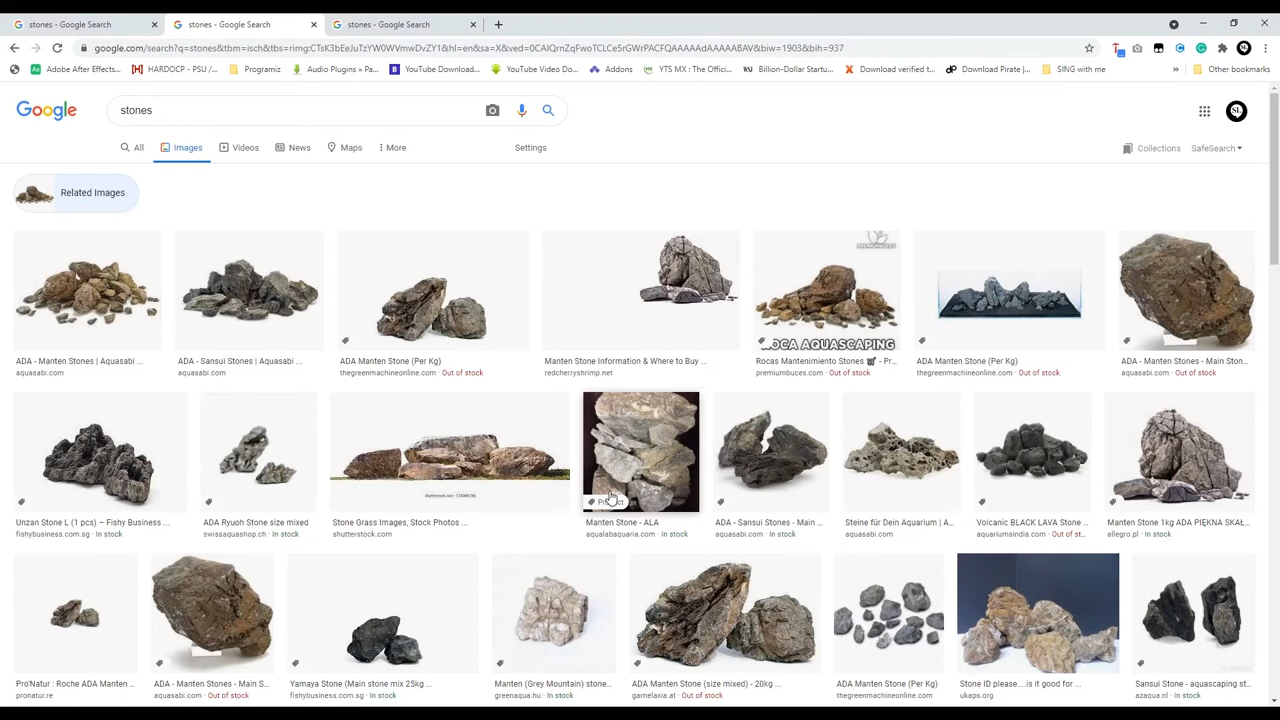 stones - Google Search
stones - Google Search
stones - Google Search
google.com/search?q=stones&tbm=isch&tbs=rimg:CTsK3bEeJuTzYW0WVmwDvZY1&hl=en&sa=X&ved=0CAIQrnZqFwoTCLCe5rGWrPACFQAAAAAdAAAAABAV&biw=1903&bih=937
Adobe After Effects...
HARDOCP - PSU /...
Programiz
Audio Plugins » Pa...
YouTube Download...
YouTube Video Do...
Addons
YTS MX : The Offici...
Billion-Dollar Startu...
Download verified t...
Download Pirate |...
SING with me
Other bookmarks
Google
stones
All
Images
Videos
News
Maps
More
Settings
Collections
SafeSearch
Related Images
PREMIUMBUCES
ROCA AQUASCAPING
ADA - Manten Stones | Aquasabi ...
aquasabi.com
ADA - Sansui Stones | Aquasabi ...
aquasabi.com
ADA Manten Stone (Per Kg)
thegreenmachineonline.com · Out of stock
Manten Stone Information & Where to Buy ...
redcherryshrimp.net
Rocas Mantenimiento Stones - Pr...
premiumbuces.com · Out of stock
ADA Manten Stone (Per Kg)
thegreenmachineonline.com · Out of stock
ADA - Manten Stones - Main Ston...
aquasabi.com · Out of stock
Unzan Stone L (1 pcs) – Fishy Business ...
fishybusiness.com.sg · In stock
ADA Ryuoh Stone size mixed
swissaquashop.ch · In stock
Stone Grass Images, Stock Photos ...
shutterstock.com
Manten Stone - ALA
aqualabaquaria.com · In stock
ADA - Sansui Stones - Main ...
aquasabi.com · In stock
Steine für Dein Aquarium | A...
aquasabi.com
Volcanic BLACK LAVA Stone ...
aquariumsindia.com · Out of st...
Manten Stone 1kg ADA PIĘKNA SKAŁ...
allegro.pl · In stock
Pro'Natur : Roche ADA Manten ...
pronatur.re
ADA - Manten Stones - Main S...
aquasabi.com · Out of stock
Yamaya Stone (Main stone mix 25kg ...
fishybusiness.com.sg · In stock
Manten (Grey Mountain) stone...
greenaqua.hu · In stock
ADA Manten Stone (size mixed) - 20kg ...
gamelaxia.at · Out of stock
ADA Manten Stone (Per Kg)
thegreenmachineonline.com
Stone ID please....is it good for ...
ukaps.org
Sansui Stone - aquascaping st...
azaqua.nl · In stock